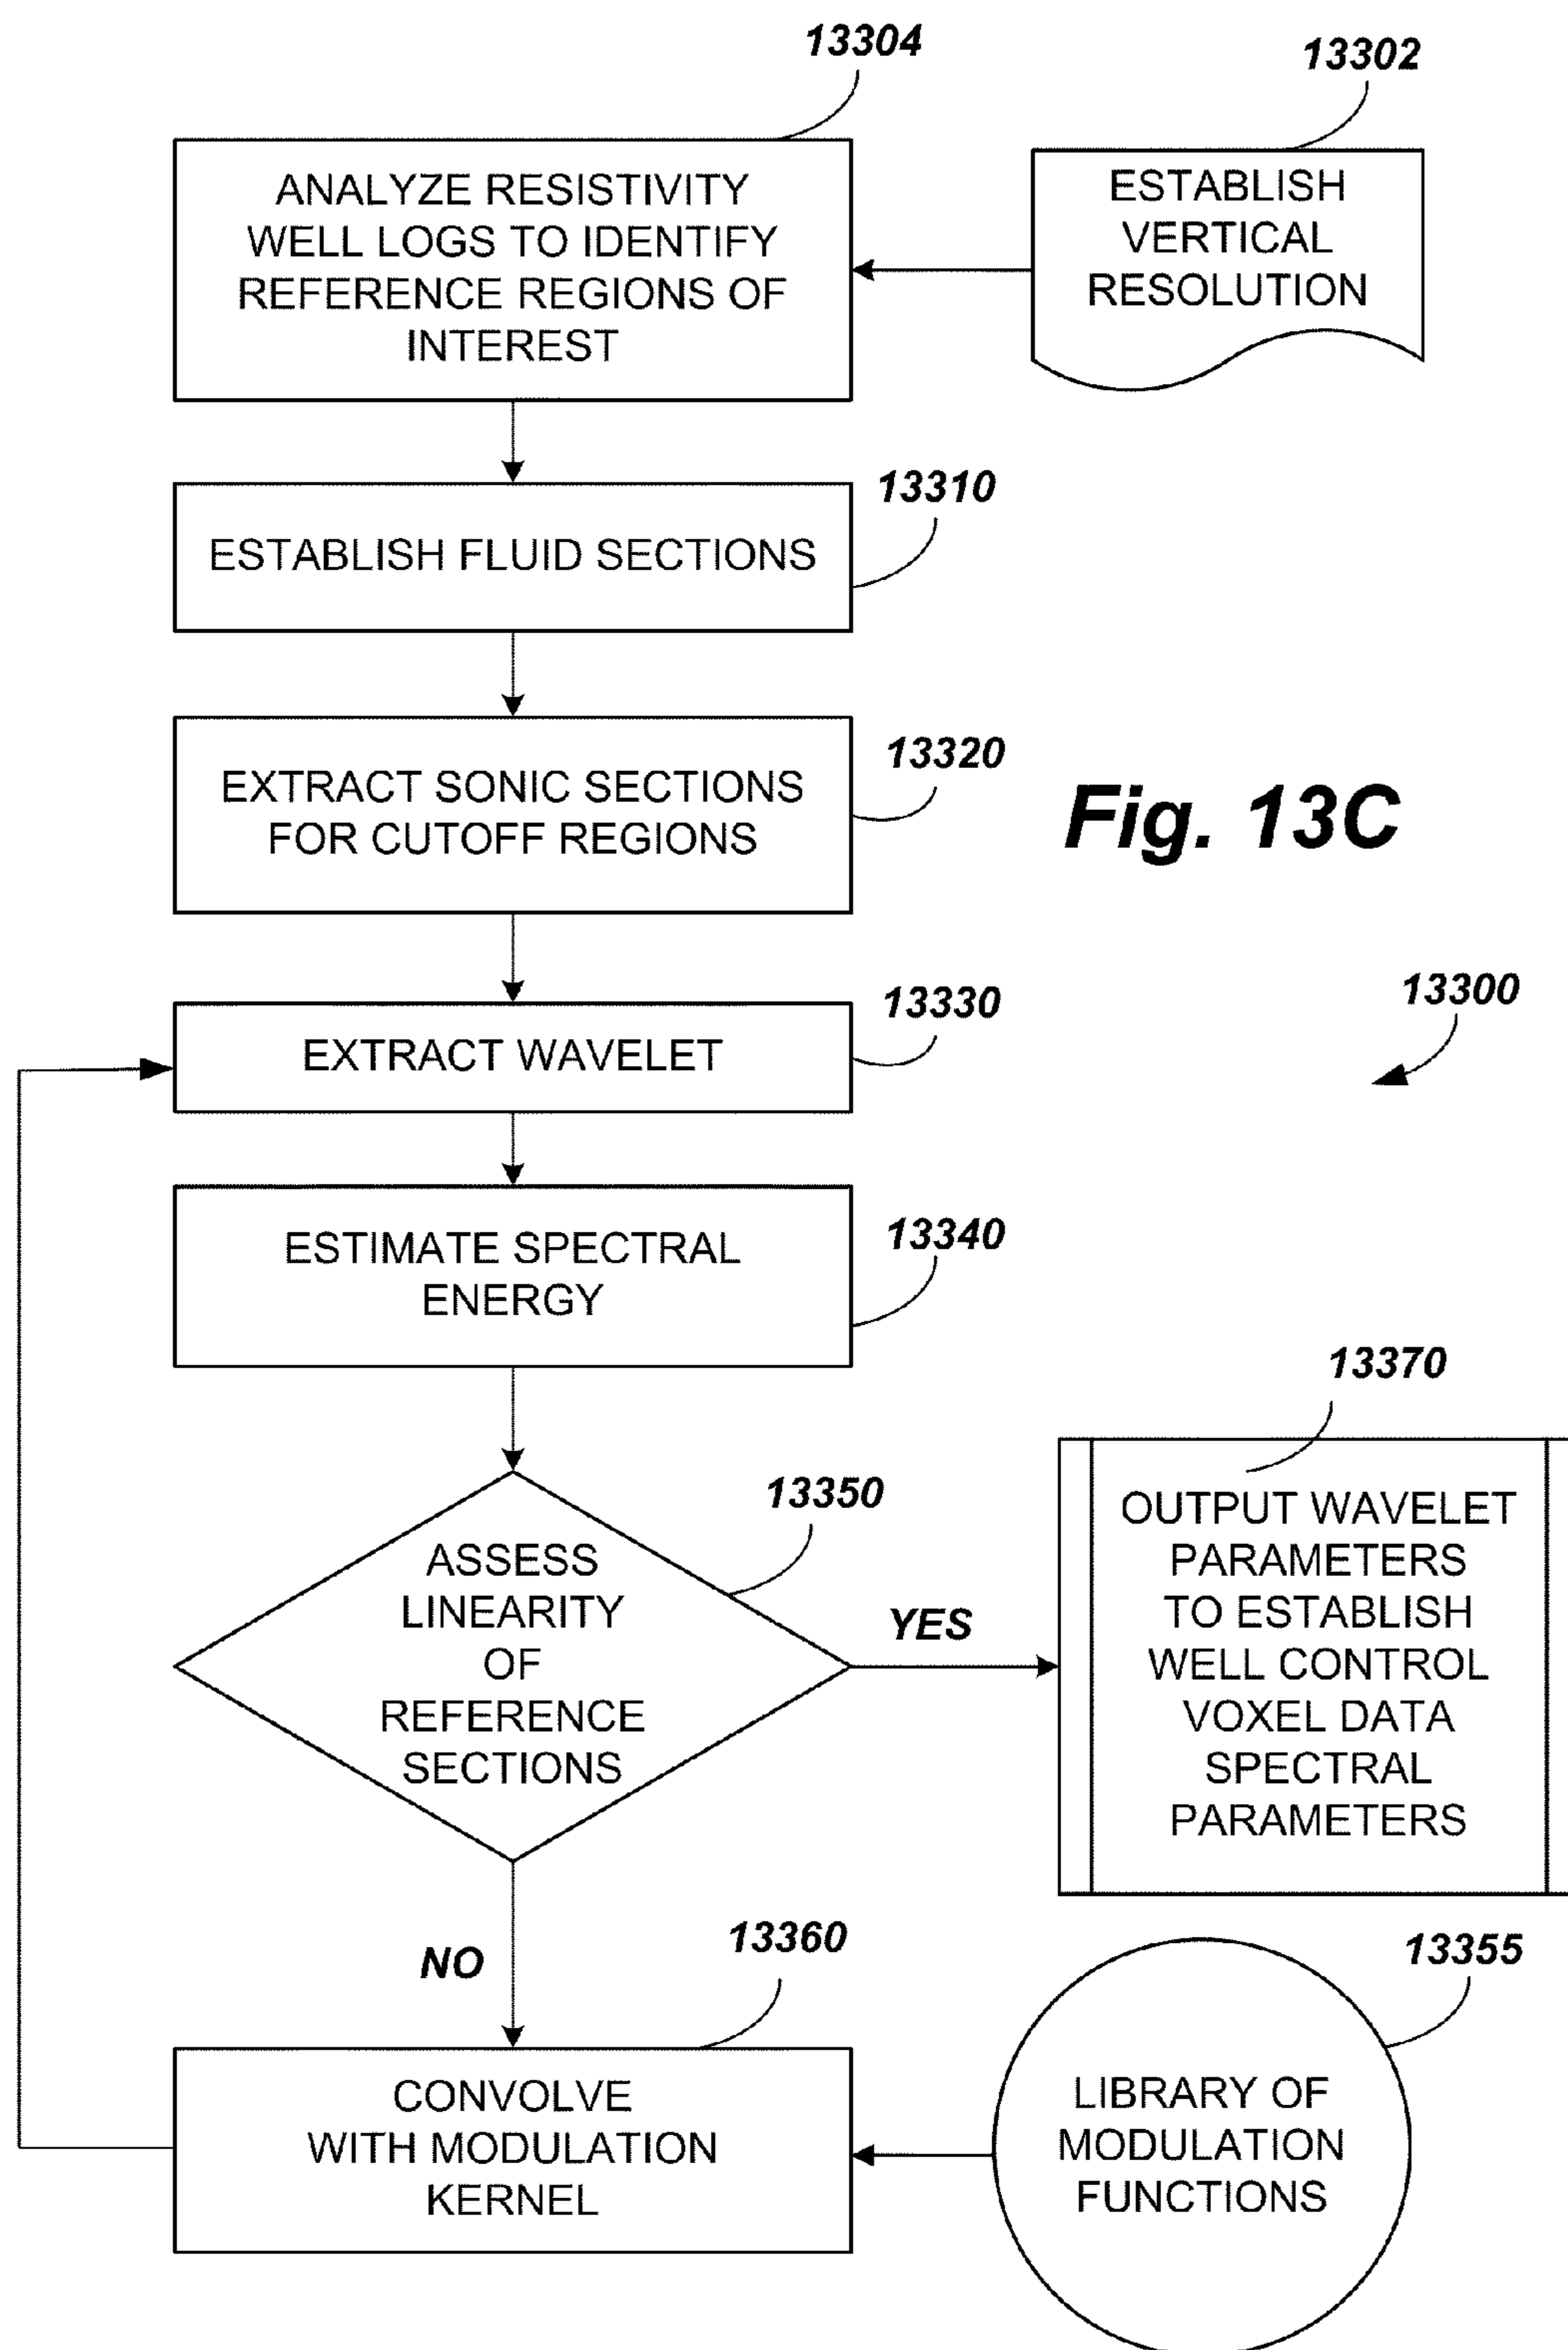 13304
13302
ANALYZE RESISTIVITY
WELL LOGS TO IDENTIFY
REFERENCE REGIONS OF
INTEREST
ESTABLISH
VERTICAL
RESOLUTION
13310
ESTABLISH FLUID SECTIONS
13320
EXTRACT SONIC SECTIONS
FOR CUTOFF REGIONS
Fig. 13C
13300
13330
EXTRACT WAVELET
13340
ESTIMATE SPECTRAL
ENERGY
13350
ASSESS
LINEARITY
OF
REFERENCE
SECTIONS
YES
13370
OUTPUT WAVELET
PARAMETERS
TO ESTABLISH
WELL CONTROL
VOXEL DATA
SPECTRAL
PARAMETERS
NO
13360
CONVOLVE
WITH MODULATION
KERNEL
13355
LIBRARY OF
MODULATION
FUNCTIONS